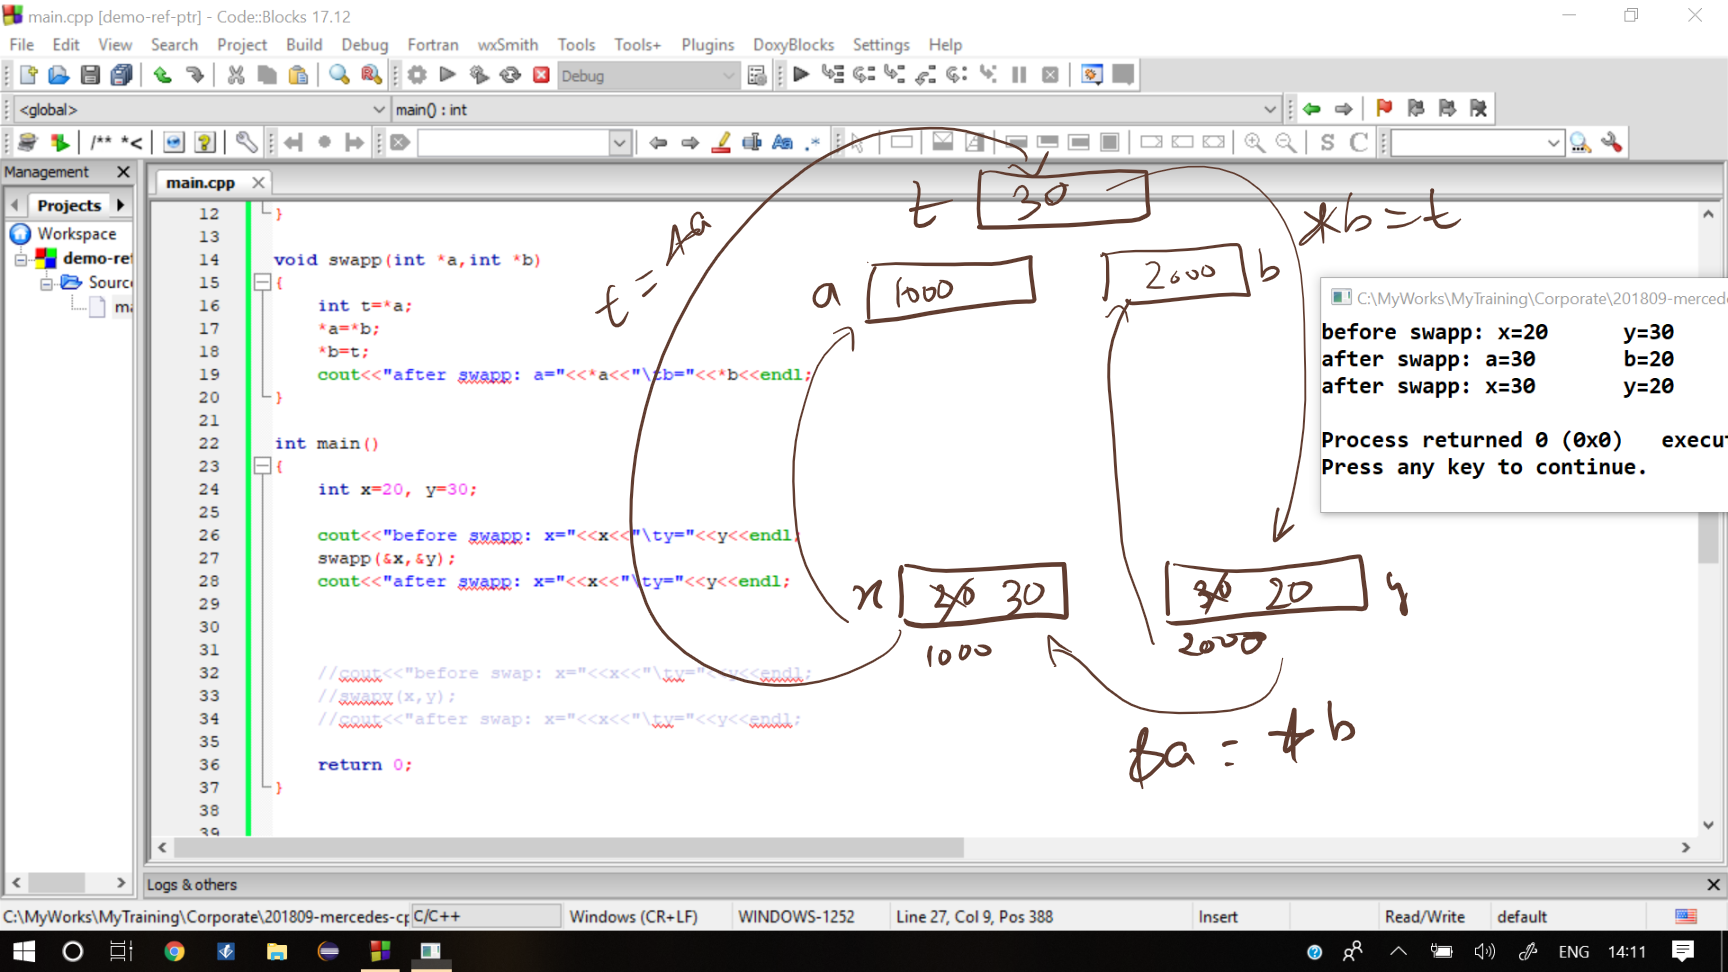 main.cpp [demo-ref-ptr] - Code::Blocks 17.12
File Edit View Search Project Build Debug Fortran wxSmith Tools Tools+ Plugins DoxyBlocks Settings Help
Debug
<global> main() : int
/** *<
S C
Management
main.cpp
Projects
Workspace
demo-ref
Sourc
ma
12 }
13
14 void swapp(int *a,int *b)
15 {
16 int t=*a;
17 *a=*b;
18 *b=t;
19 cout<<"after swapp: a="<<*a<<"\tb="<<*b<<endl;
20 }
21
22 int main()
23 {
24 int x=20, y=30;
25
26 cout<<"before swapp: x="<<x<<"\ty="<<y<<endl;
27 swapp(&x,&y);
28 cout<<"after swapp: x="<<x<<"\ty="<<y<<endl;
29
30
31
32 //cout<<"before swap: x="<<x<<"\ty="<<y<<endl;
33 //swapy(x,y);
34 //cout<<"after swap: x="<<x<<"\ty="<<y<<endl;
35
36 return 0;
37 }
38
39
t 30
*b=t
t=*a
a 1000
2000 b
x 20 30
1000
30 20 y
2000
*a = *b
C:\MyWorks\MyTraining\Corporate\201809-mercedes
before swapp: x=20 y=30
after swapp: a=30 b=20
after swapp: x=30 y=20
Process returned 0 (0x0) execu
Press any key to continue.
Logs & others
C:\MyWorks\MyTraining\Corporate\201809-mercedes-cp C/C++ Windows (CR+LF) WINDOWS-1252 Line 27, Col 9, Pos 388 Insert Read/Write default
ENG 14:11